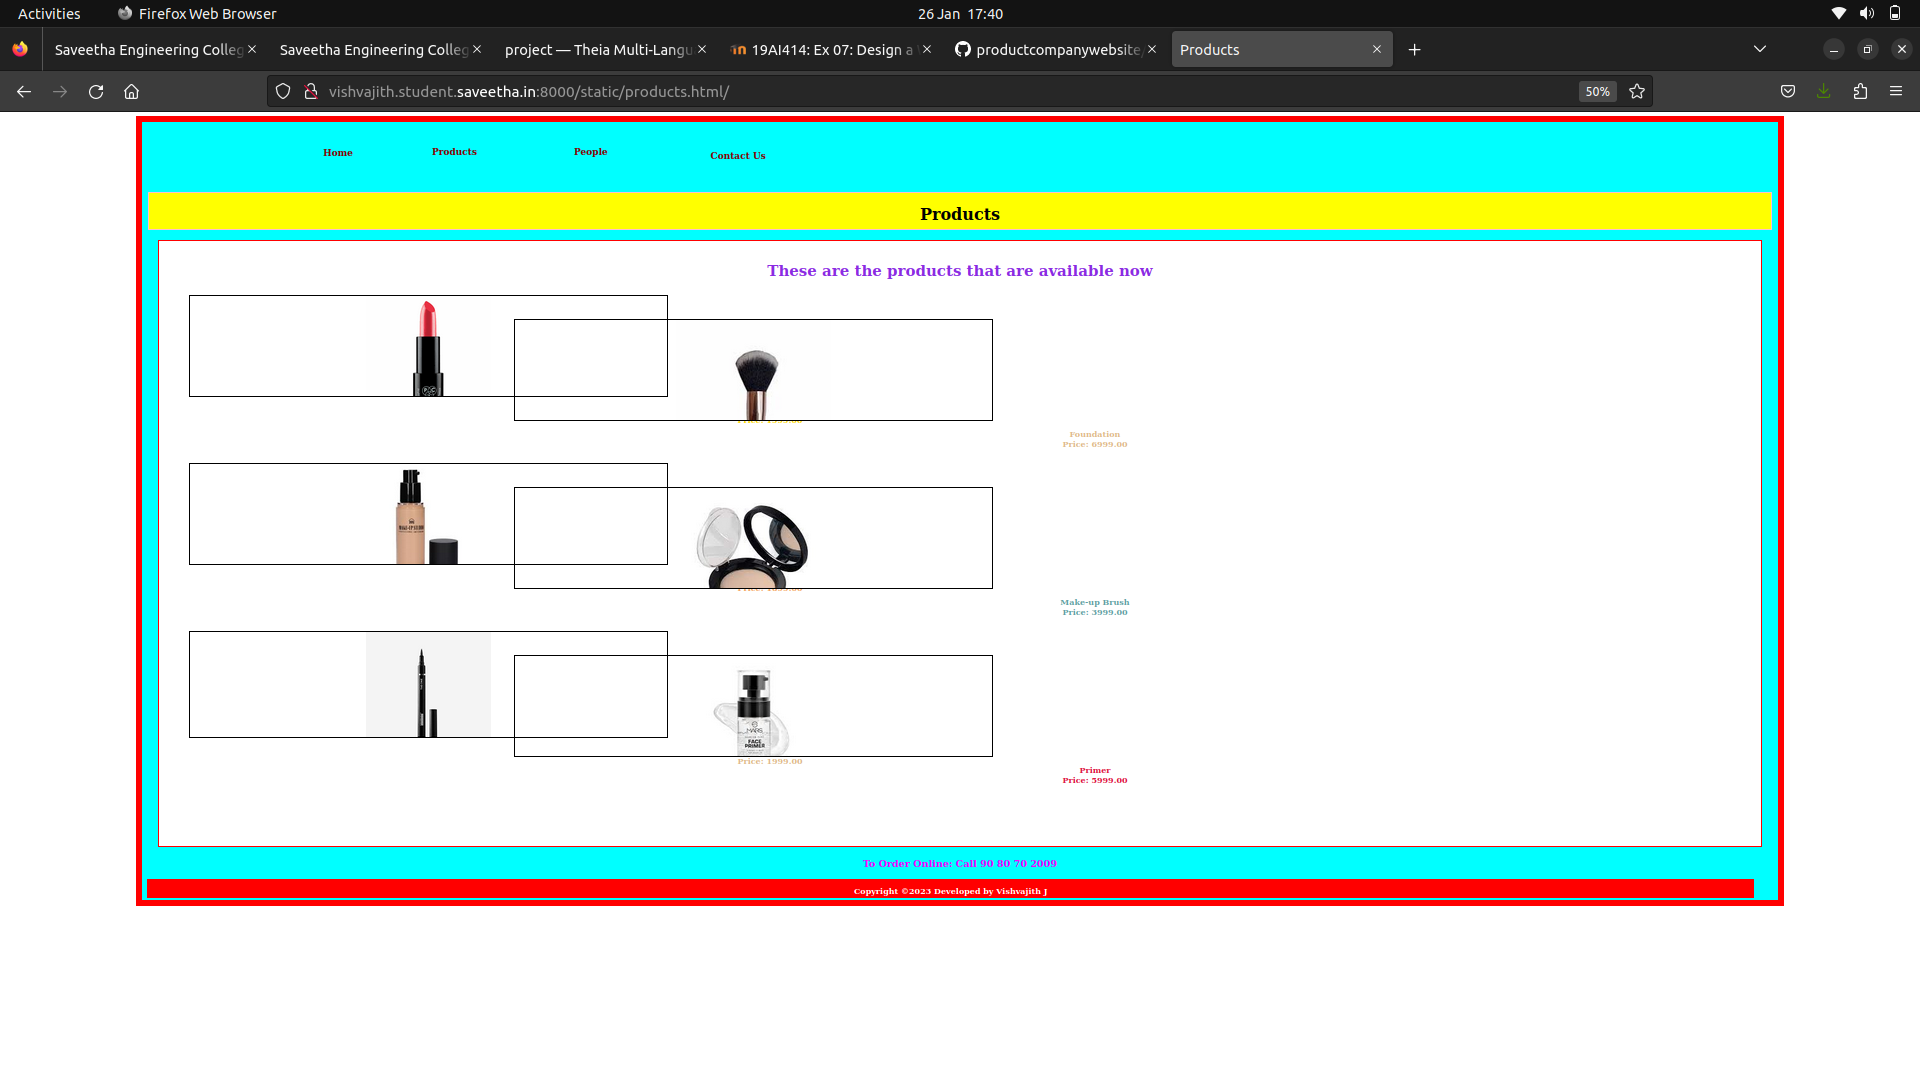 Activities
Firefox Web Browser
26 Jan 17:40
Saveetha Engineering Colleg
Saveetha Engineering Colleg
project — Theia Multi-Langu
19AI414: Ex 07: Design a
productcompanywebsite
Products
vishvajith.student.saveetha.in:8000/static/products.html/
50%
Home
Products
People
Contact Us
Products
These are the products that are available now
Foundation
Price: 6999.00
Make-up Brush
Price: 3999.00
MARS
FACE
PRIMER
Price: 1999.00
Primer
Price: 5999.00
To Order Online: Call 90 80 70 2009
Copyright ©2023 Developed by Vishvajith J